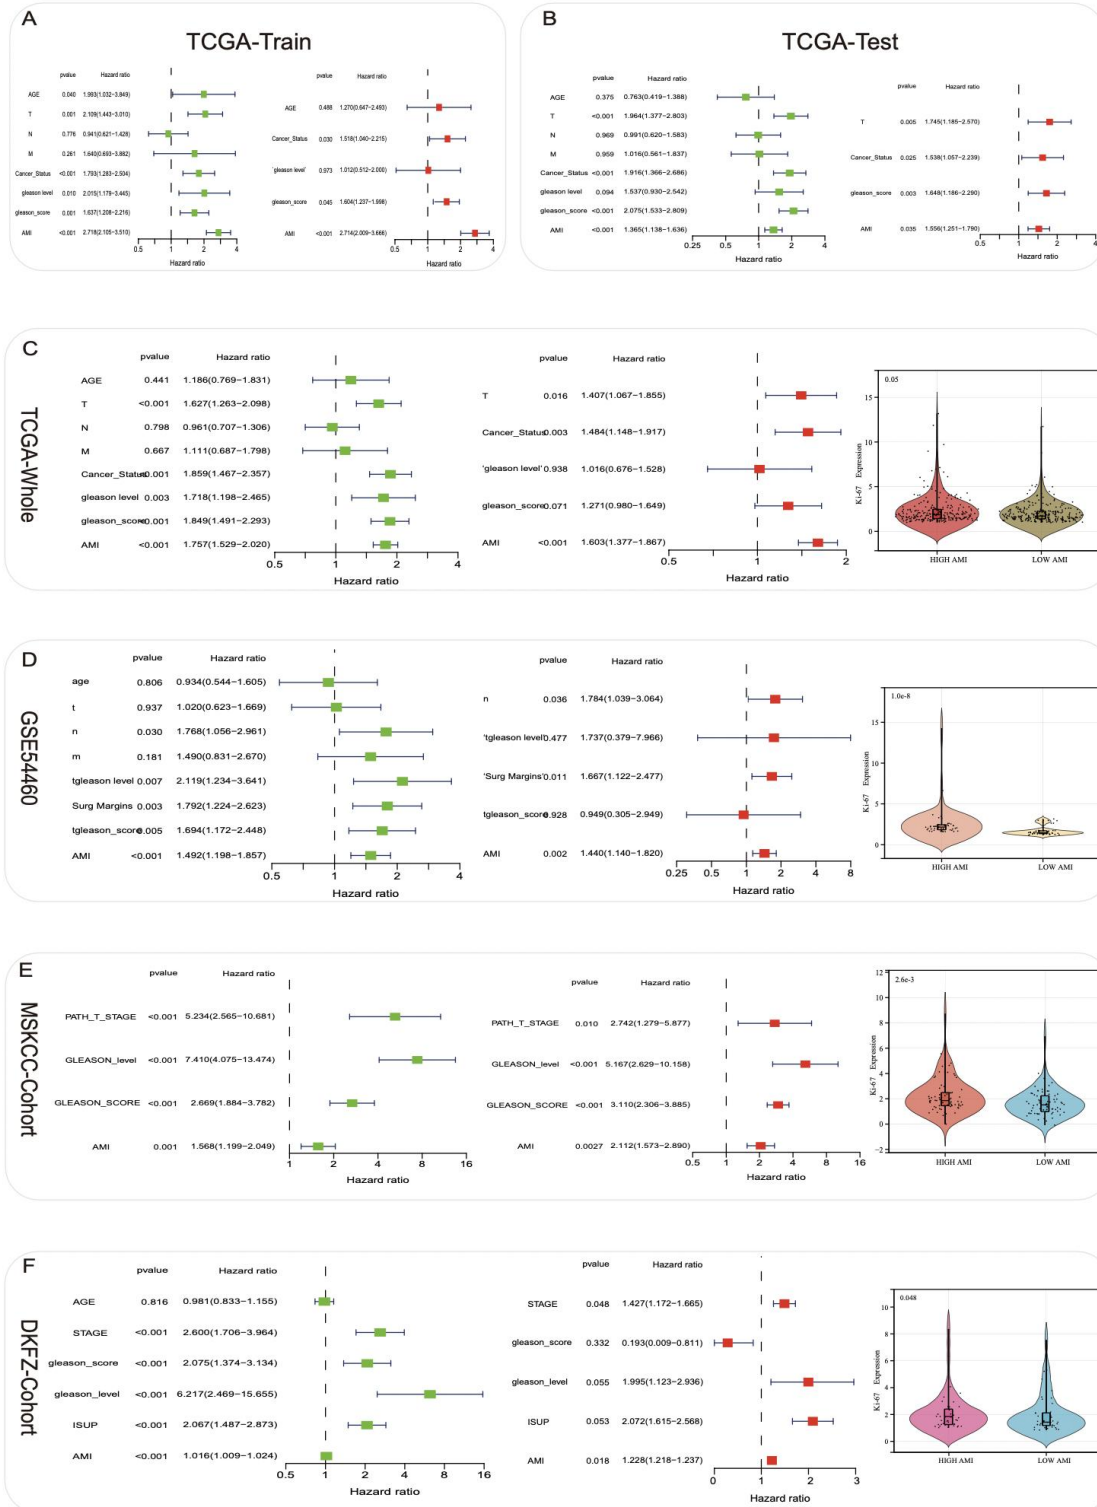 A
TCGA-Train
pvalue Hazard ratio
AGE 0.040 1.993(1.032−3.849)
T 0.001 2.109(1.443−3.010)
N 0.776 0.941(0.621−1.428)
M 0.261 1.640(0.693−3.882)
Cancer_Status <0.001 1.793(1.283−2.504)
gleason level 0.010 2.015(1.179−3.445)
gleason_score 0.001 1.637(1.208−2.216)
AMI <0.001 2.718(2.105−3.510)
0.5 1 2 4
Hazard ratio
pvalue Hazard ratio
AGE 0.488 1.270(0.647−2.493)
Cancer_Status 0.030 1.518(1.040−2.215)
'gleason level' 0.973 1.012(0.512−2.000)
gleason_score 0.045 1.604(1.237−1.998)
AMI <0.001 2.714(2.009−3.666)
0.5 1 2 4
Hazard ratio
B
TCGA-Test
pvalue Hazard ratio
AGE 0.375 0.763(0.419−1.388)
T <0.001 1.964(1.377−2.803)
N 0.969 0.991(0.620−1.583)
M 0.959 1.016(0.561−1.837)
Cancer_Status <0.001 1.916(1.366−2.686)
gleason level 0.094 1.537(0.930−2.542)
gleason_score <0.001 2.075(1.533−2.809)
AMI <0.001 1.365(1.138−1.636)
0.25 0.5 1 2 4
Hazard ratio
pvalue Hazard ratio
T 0.005 1.745(1.185−2.570)
Cancer_Status 0.025 1.538(1.057−2.239)
gleason_score 0.003 1.648(1.186−2.290)
AMI 0.035 1.556(1.251−1.790)
0.5 1 2 4
Hazard ratio
C
TCGA-Whole
pvalue Hazard ratio
AGE 0.441 1.186(0.769−1.831)
T <0.001 1.627(1.263−2.098)
N 0.798 0.961(0.707−1.306)
M 0.667 1.111(0.687−1.798)
Cancer_Status<0.001 1.859(1.467−2.357)
gleason level 0.003 1.718(1.198−2.465)
gleason_score<0.001 1.849(1.491−2.293)
AMI <0.001 1.757(1.529−2.020)
0.5 1 2 4
Hazard ratio
pvalue Hazard ratio
T 0.016 1.407(1.067−1.855)
Cancer_Status0.003 1.484(1.148−1.917)
'gleason level' 0.938 1.016(0.676−1.528)
gleason_score0.071 1.271(0.980−1.649)
AMI <0.001 1.603(1.377−1.867)
0.5 1 2
Hazard ratio
0.05
Ki-67 Expression
15
10
5
0
HIGH AMI LOW AMI
D
GSE54460
pvalue Hazard ratio
age 0.806 0.934(0.544−1.605)
t 0.937 1.020(0.623−1.669)
n 0.030 1.768(1.056−2.961)
m 0.181 1.490(0.831−2.670)
tgleason level 0.007 2.119(1.234−3.641)
Surg Margins 0.003 1.792(1.224−2.623)
tgleason_score0.005 1.694(1.172−2.448)
AMI <0.001 1.492(1.198−1.857)
0.5 1 2 4
Hazard ratio
pvalue Hazard ratio
n 0.036 1.784(1.039−3.064)
'tgleason level'0.477 1.737(0.379−7.966)
'Surg Margins'0.011 1.667(1.122−2.477)
tgleason_score0.928 0.949(0.305−2.949)
AMI 0.002 1.440(1.140−1.820)
0.25 0.5 1 2 4 8
Hazard ratio
1.0e-8
Ki-67 Expression
15
5
0
HIGH AMI LOW AMI
E
MSKCC-Cohort
pvalue Hazard ratio
PATH_T_STAGE <0.001 5.234(2.565−10.681)
GLEASON_level <0.001 7.410(4.075−13.474)
GLEASON_SCORE <0.001 2.669(1.884−3.782)
AMI 0.001 1.568(1.199−2.049)
1 2 4 8 16
Hazard ratio
pvalue Hazard ratio
PATH_T_STAGE 0.010 2.742(1.279−5.877)
GLEASON_level <0.001 5.167(2.629−10.158)
GLEASON_SCORE <0.001 3.110(2.306−3.885)
AMI 0.0027 2.112(1.573−2.890)
0.5 1 2 4 8 16
Hazard ratio
2.6e-3
Ki-67 Expression
12
10
8
6
4
2
0
−2
HIGH AMI LOW AMI
F
DKFZ-Cohort
pvalue Hazard ratio
AGE 0.816 0.981(0.833−1.155)
STAGE <0.001 2.600(1.706−3.964)
gleason_score <0.001 2.075(1.374−3.134)
gleason_level <0.001 6.217(2.469−15.655)
ISUP <0.001 2.067(1.487−2.873)
AMI <0.001 1.016(1.009−1.024)
0.5 1 2 4 8 16
Hazard ratio
pvalue Hazard ratio
STAGE 0.048 1.427(1.172−1.665)
gleason_score 0.332 0.193(0.009−0.811)
gleason_level 0.055 1.995(1.123−2.936)
ISUP 0.053 2.072(1.615−2.568)
AMI 0.018 1.228(1.218−1.237)
0 1 2 3
Hazard ratio
0.048
Ki-67 Expression
10
8
6
4
2
0
HIGH AMI LOW AMI